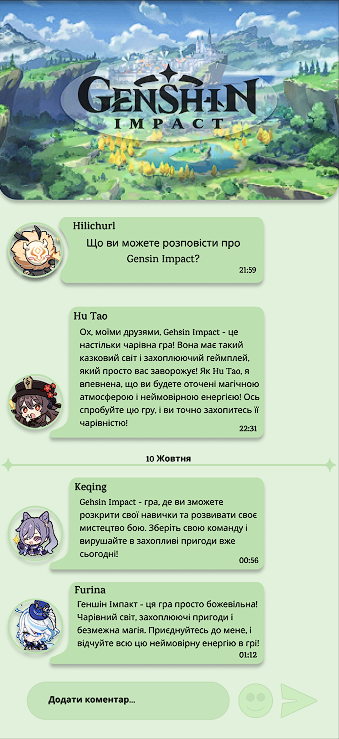 GENSHIN
IMPACT
Hilichurl
Що ви можете розповісти про
Gensin Impact?
21:59
Hu Tao
Ох, моїми друзями, Gehsin Impact - це
настільки чарівна гра! Вона має такий
казковий світ і захоплюючий геймплей,
який просто вас заворожує! Як Hu Tao, я
впевнена, що ви будете оточені магічною
атмосферою і неймовірною енергією! Ось
спробуйте цю гру, і ви точно захопитесь її
чарівністю!
22:31
10 Жовтня
Keqing
Gehsin Impact - гра, де ви зможете
розкрити свої навички та розвивати своє
мистецтво бою. Зберіть свою команду і
вирушайте в захопливі пригоди вже
сьогодні!
00:56
Furina
Геншін Імпакт - ця гра просто божевільна!
Чарівний світ, захоплюючі пригоди і
безмежна магія. Приєднуйтесь до мене, і
відчуйте всю цю неймовірну енергію в грі!
01:12
Додати коментар...